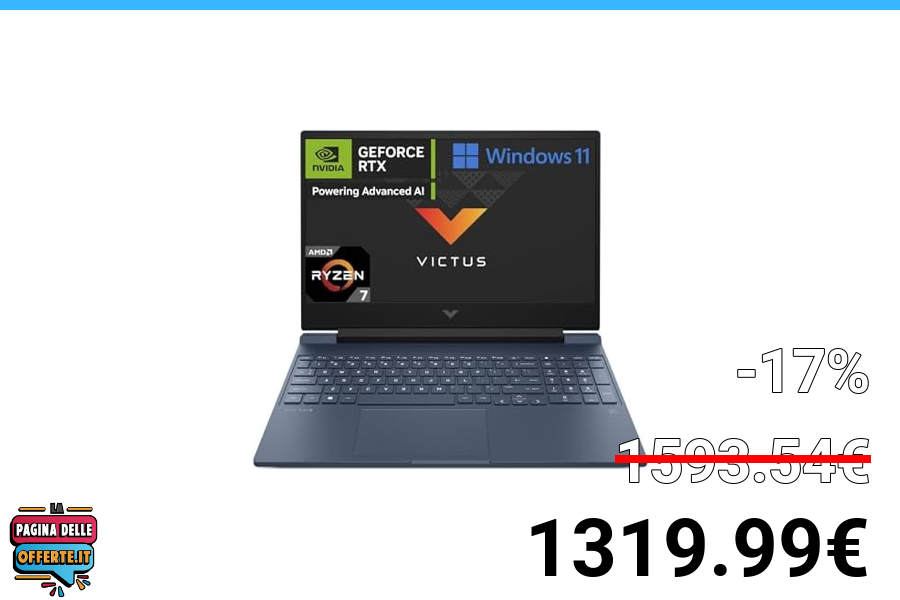 NVIDIA
GEFORCE
RTX
Powering Advanced AI
Windows 11
VICTUS
AMD
RYZEN
7
-17%
1593.54€
1319.99€
LA
PAGINA DELLE
OFFERTE.IT